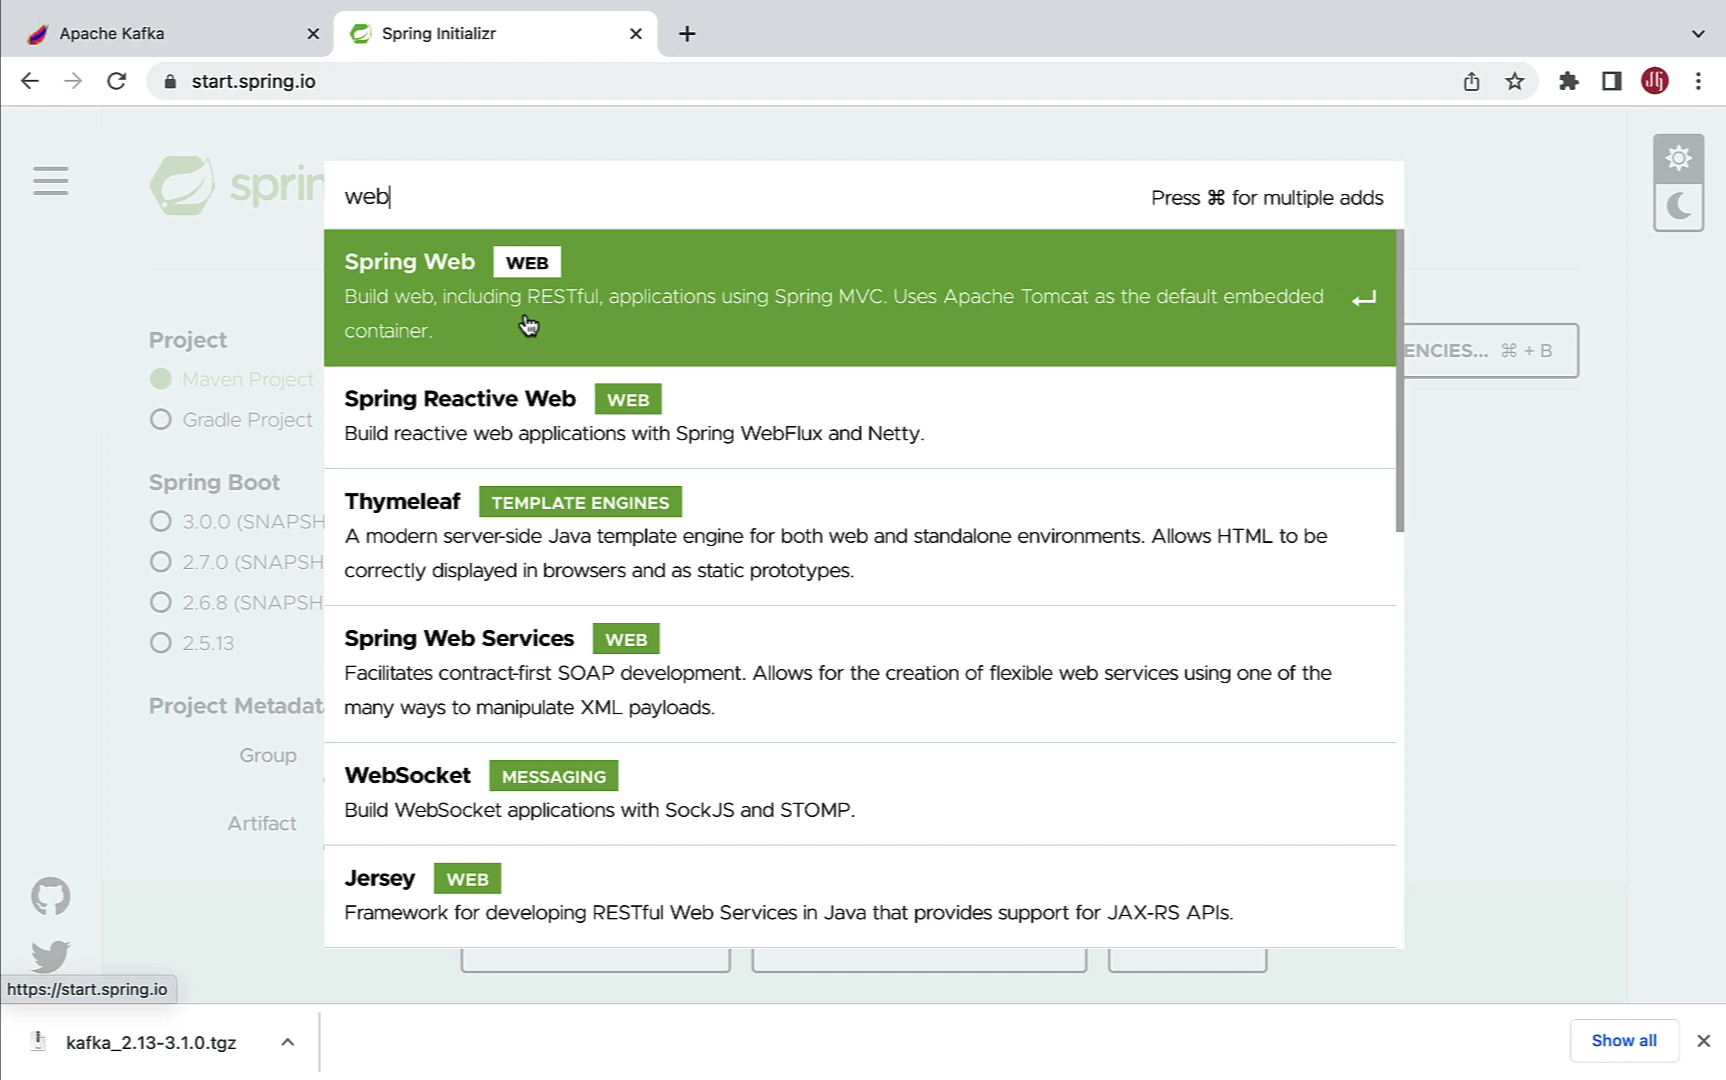 Apache Kafka
Spring Initializr
start.spring.io
sprin
web
Press ⌘ for multiple adds
Spring Web WEB
Build web, including RESTful, applications using Spring MVC. Uses Apache Tomcat as the default embedded
container.
ENCIES... ⌘ + B
Project
Maven Project
Gradle Project
Spring Reactive Web WEB
Build reactive web applications with Spring WebFlux and Netty.
Spring Boot
3.0.0 (SNAPSH
2.7.0 (SNAPSH
2.6.8 (SNAPSH
2.5.13
Thymeleaf TEMPLATE ENGINES
A modern server-side Java template engine for both web and standalone environments. Allows HTML to be
correctly displayed in browsers and as static prototypes.
Spring Web Services WEB
Facilitates contract-first SOAP development. Allows for the creation of flexible web services using one of the
many ways to manipulate XML payloads.
Project Metadat
Group
Artifact
WebSocket MESSAGING
Build WebSocket applications with SockJS and STOMP.
Jersey WEB
Framework for developing RESTful Web Services in Java that provides support for JAX-RS APIs.
https://start.spring.io
kafka_2.13-3.1.0.tgz
Show all